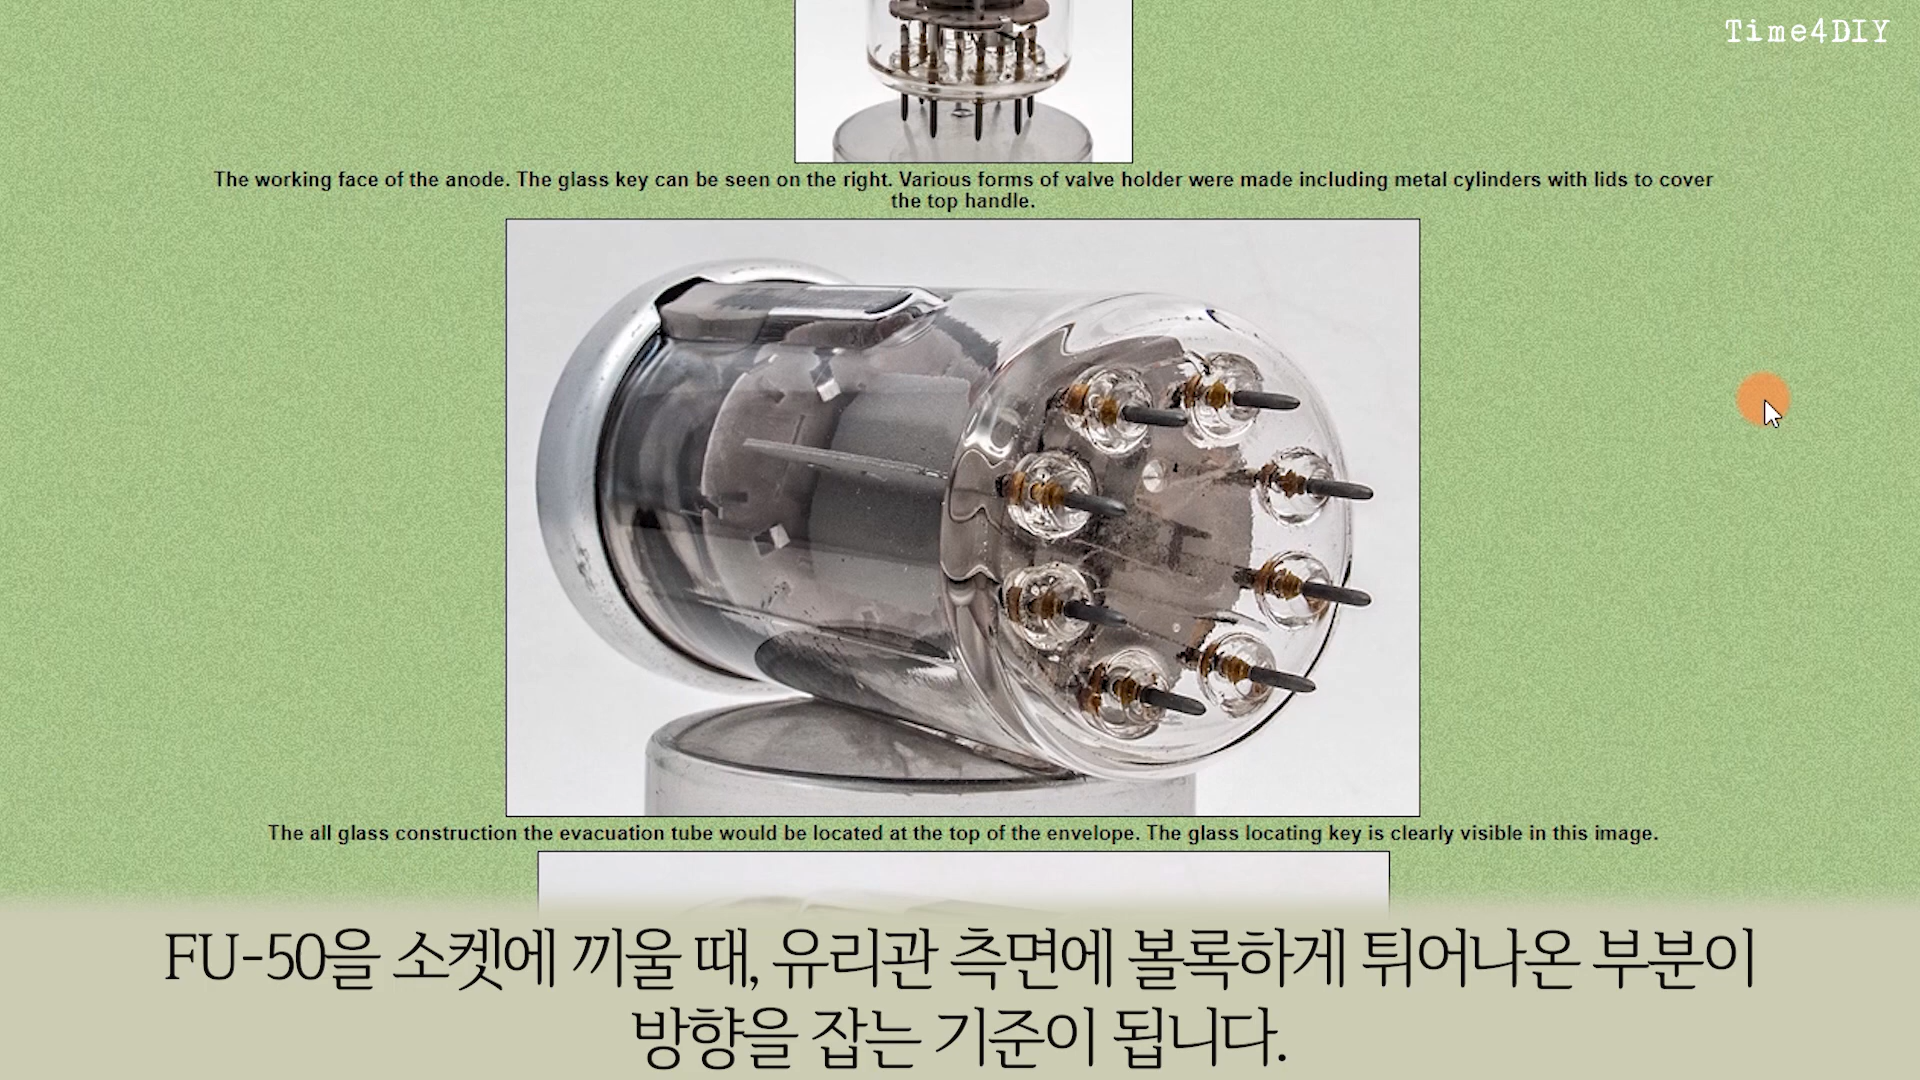 Time4DIY
The working face of the anode. The glass key can be seen on the right. Various forms of valve holder were made including metal cylinders with lids to cover
the top handle.
The all glass construction the evacuation tube would be located at the top of the envelope. The glass locating key is clearly visible in this image.
FU-50을 소켓에 끼울 때, 유리관 측면에 볼록하게 튀어나온 부분이
방향을 잡는 기준이 됩니다.